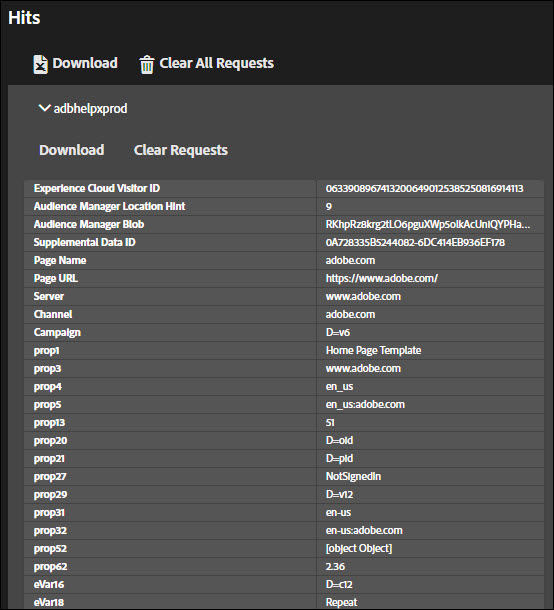 Hits
Download Clear All Requests
adbhelpxprod
Download Clear Requests
Experience Cloud Visitor ID 06339089674132006490125385250816914113
Audience Manager Location Hint 9
Audience Manager Blob RKhpRz8krg2tLO6pguXWp5olkAcUniQYPHa...
Supplemental Data ID 0A728335B5244082-6DC414EB936EF178
Page Name adobe.com
Page URL https://www.adobe.com/
Server www.adobe.com
Channel adobe.com
Campaign D=v6
prop1 Home Page Template
prop3 www.adobe.com
prop4 en_us
prop5 en_us:adobe.com
prop13 51
prop20 D=oid
prop21 D=pid
prop27 NotSignedIn
prop29 D=v12
prop31 en-us
prop32 en-us:adobe.com
prop52 [object Object]
prop62 2.36
eVar16 D=c12
eVar18 Repeat